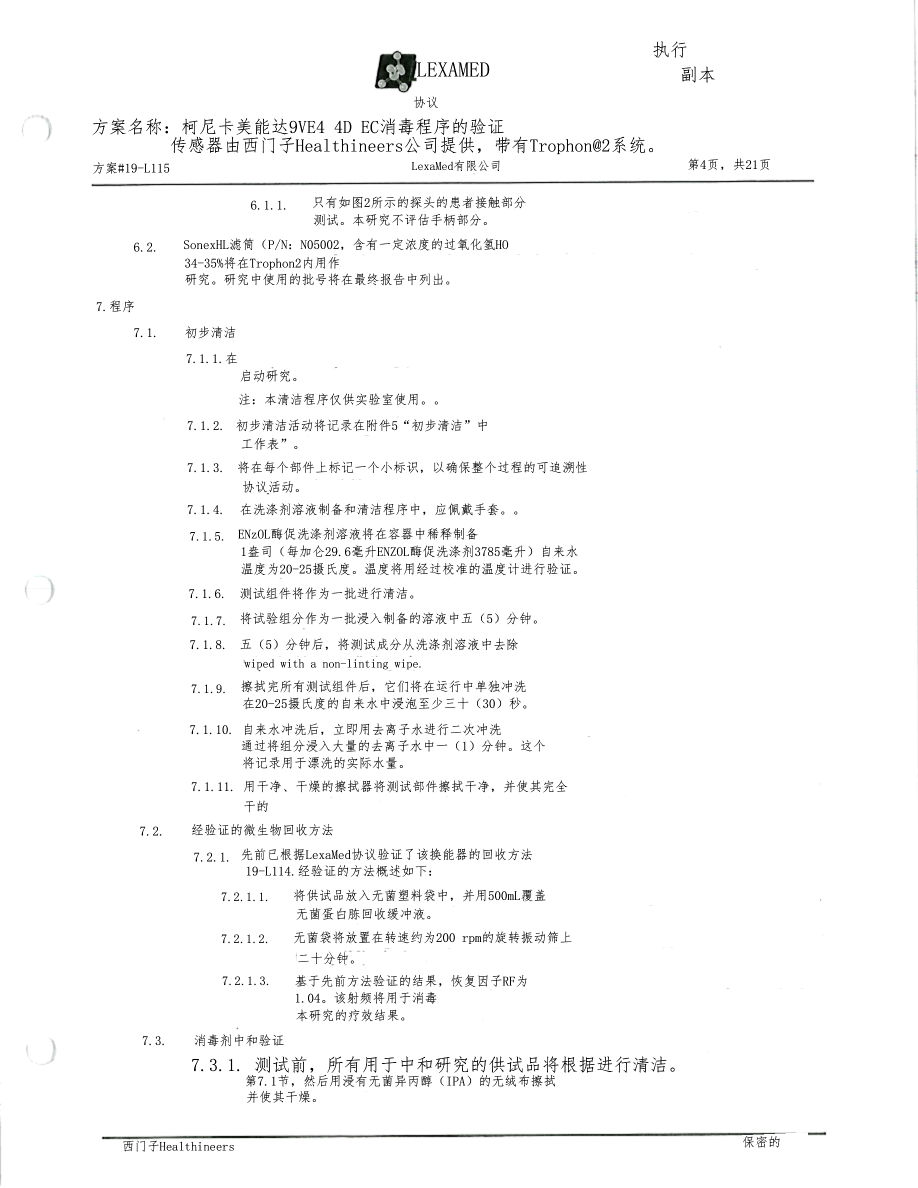 执行
副本
LEXAMED
协议
方案名称：柯尼卡美能达9VE4 4D EC消毒程序的验证
传感器由西门子Healthineers公司提供，带有Trophon@2系统。
方案#19-L115 LexaMed有限公司 第4页，共21页
6.1.1. 只有如图2所示的探头的患者接触部分
测试。本研究不评估手柄部分。
6.2. SonexHL滤筒（P/N：N05002，含有一定浓度的过氧化氢HO
34-35%将在Trophon2内用作
研究。研究中使用的批号将在最终报告中列出。
7.程序
7.1. 初步清洁
7.1.1.在
启动研究。
注：本清洁程序仅供实验室使用。。
7.1.2. 初步清洁活动将记录在附件5“初步清洁”中
工作表”。
7.1.3. 将在每个部件上标记一个小标识，以确保整个过程的可追溯性
协议活动。
7.1.4. 在洗涤剂溶液制备和清洁程序中，应佩戴手套。。
7.1.5. ENzOL酶促洗涤剂溶液将在容器中稀释制备
1盎司（每加仑29.6毫升ENZOL酶促洗涤剂3785毫升）自来水
温度为20-25摄氏度。温度将用经过校准的温度计进行验证。
7.1.6. 测试组件将作为一批进行清洁。
7.1.7. 将试验组分作为一批浸入制备的溶液中五（5）分钟。
7.1.8. 五（5）分钟后，将测试成分从洗涤剂溶液中去除
wiped with a non-linting wipe.
7.1.9. 擦拭完所有测试组件后，它们将在运行中单独冲洗
在20-25摄氏度的自来水中浸泡至少三十（30）秒。
7.1.10. 自来水冲洗后，立即用去离子水进行二次冲洗
通过将组分浸入大量的去离子水中一（1）分钟。这个
将记录用于漂洗的实际水量。
7.1.11. 用干净、干燥的擦拭器将测试部件擦拭干净，并使其完全
干的
7.2. 经验证的微生物回收方法
7.2.1. 先前已根据LexaMed协议验证了该换能器的回收方法
19-L114.经验证的方法概述如下：
7.2.1.1. 将供试品放入无菌塑料袋中，并用500mL覆盖
无菌蛋白胨回收缓冲液。
7.2.1.2. 无菌袋将放置在转速约为200 rpm的旋转振动筛上
二十分钟。
7.2.1.3. 基于先前方法验证的结果，恢复因子RF为
1.04。该射频将用于消毒
本研究的疗效结果。
7.3. 消毒剂中和验证
7.3.1. 测试前，所有用于中和研究的供试品将根据进行清洁。
第7.1节，然后用浸有无菌异丙醇（IPA）的无绒布擦拭
并使其干燥。
西门子Healthineers 保密的